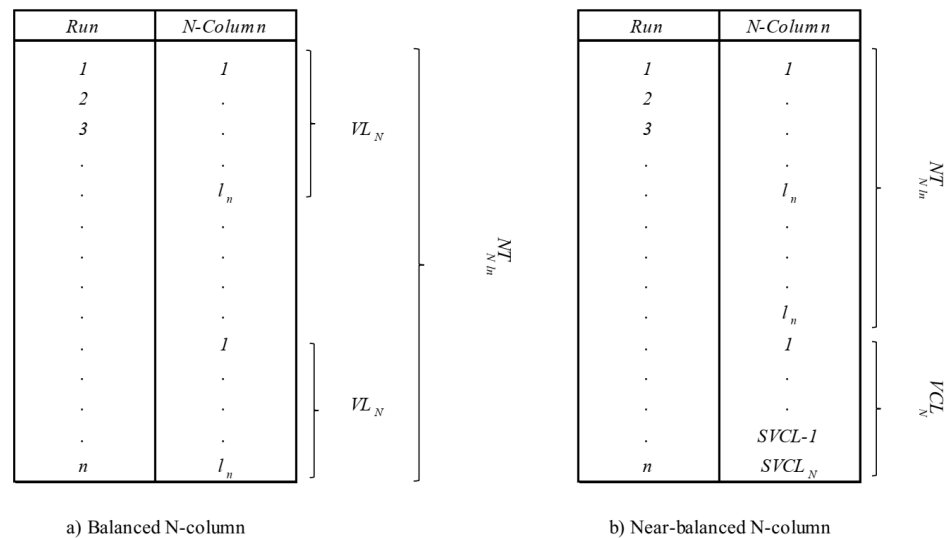 Run N-Column Run N-Column
1 1 1 1
2 . 2 .
3 . VL N 3 .
. . . .
. l n . l n NT N ln
. . . .
. . NT N ln . .
. . . .
. . . l n
. 1 . 1
. . . .
. . VL N . . VCL N
. . . SVCL-1
n l n n SVCL N
a) Balanced N-column b) Near-balanced N-column